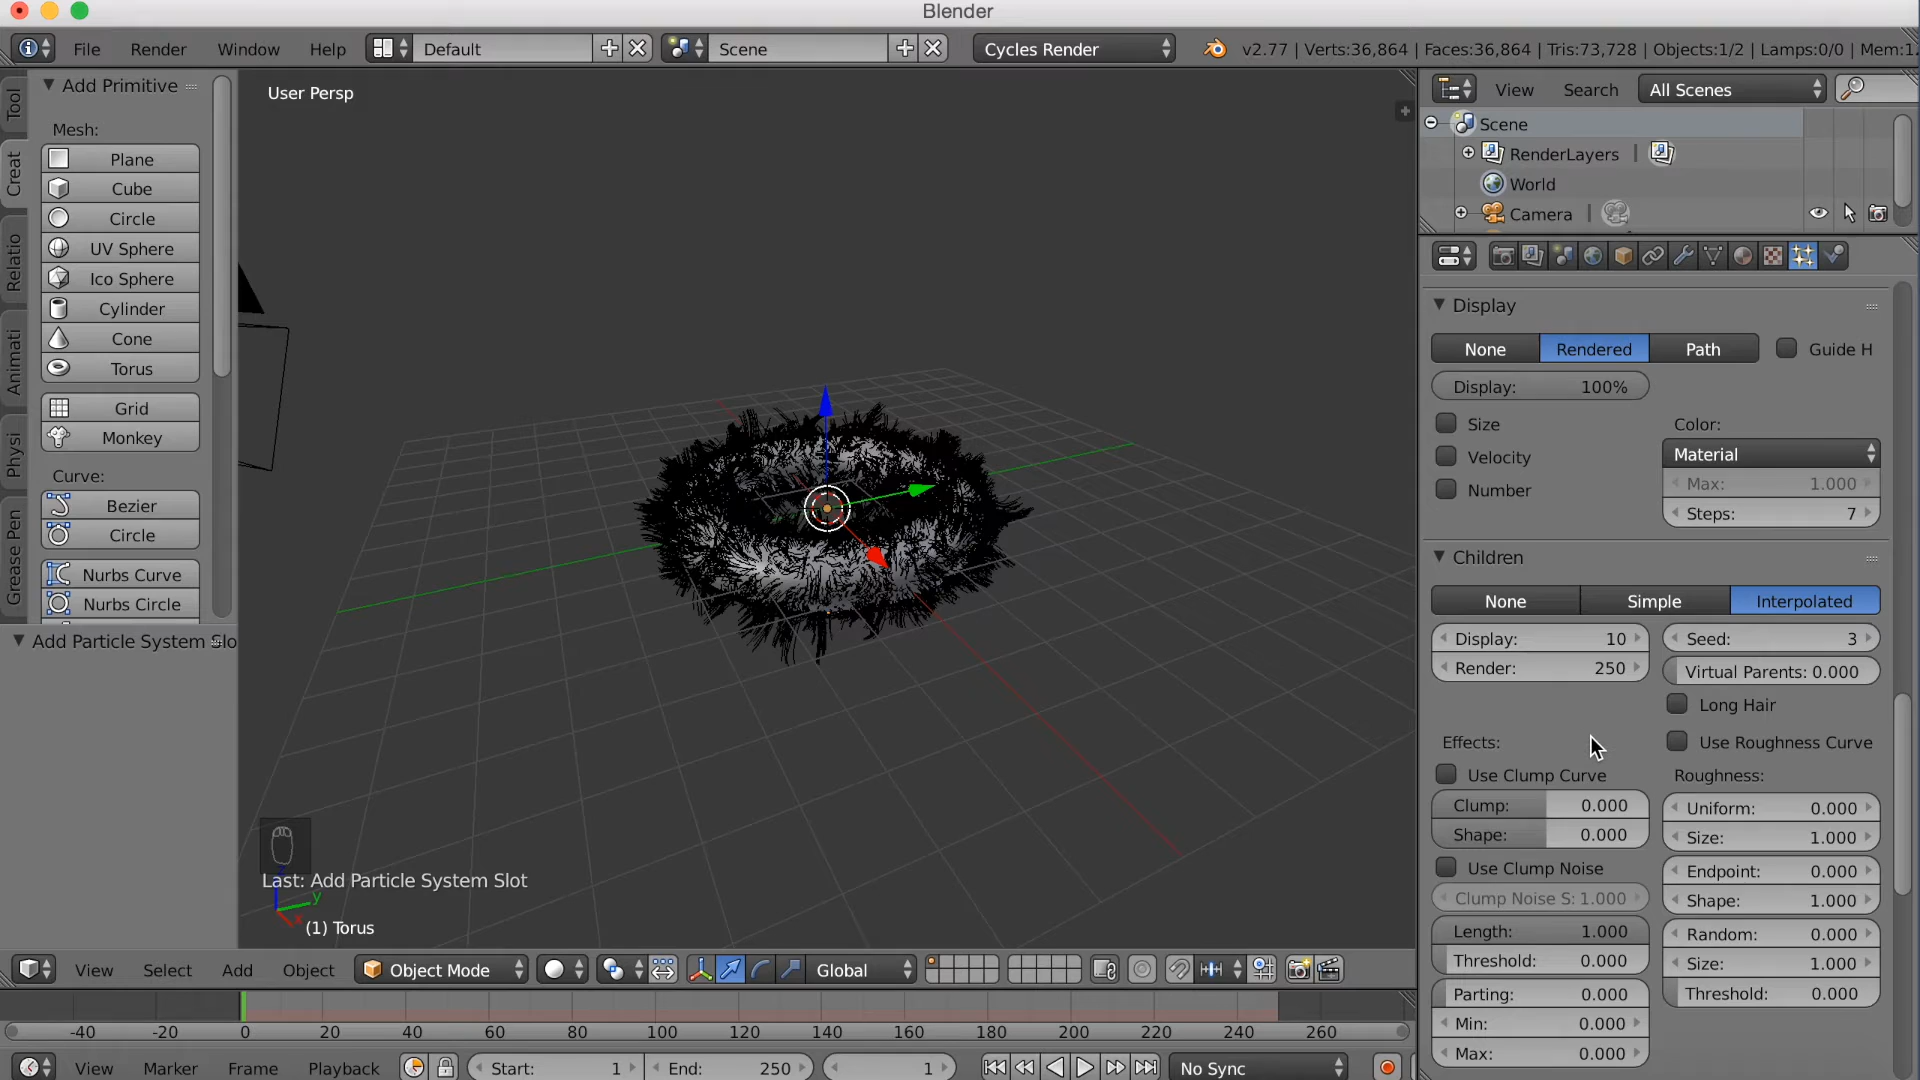 Blender
File Render Window Help Default Scene Cycles Render v2.77 | Verts:36,864 | Faces:36,864 | Tris:73,728 | Objects:1/2 | Lamps:0/0 | Mem:1.
Tool
Creat
Relatio
Animati
Physi
Grease Pen
Add Primitive
Mesh:
Plane
Cube
Circle
UV Sphere
Ico Sphere
Cylinder
Cone
Torus
Grid
Monkey
Curve:
Bezier
Circle
Nurbs Curve
Nurbs Circle
Add Particle System Slo
User Persp
Last: Add Particle System Slot
z
y
x
(1) Torus
View Select Add Object Object Mode Global
-40 -20 0 20 40 60 80 100 120 140 160 180 200 220 240 260
View Marker Frame Playback Start: 1 End: 250 1 No Sync
View Search All Scenes
Scene
RenderLayers |
World
Camera |
Display
None Rendered Path Guide H
Display: 100%
Size
Velocity
Number
Color:
Material
Max: 1.000
Steps: 7
Children
None Simple Interpolated
Display: 10
Render: 250
Seed: 3
Virtual Parents: 0.000
Long Hair
Effects:
Use Roughness Curve
Use Clump Curve
Clump: 0.000
Shape: 0.000
Use Clump Noise
Clump Noise S: 1.000
Length: 1.000
Threshold: 0.000
Parting: 0.000
Min: 0.000
Max: 0.000
Roughness:
Uniform: 0.000
Size: 1.000
Endpoint: 0.000
Shape: 1.000
Random: 0.000
Size: 1.000
Threshold: 0.000